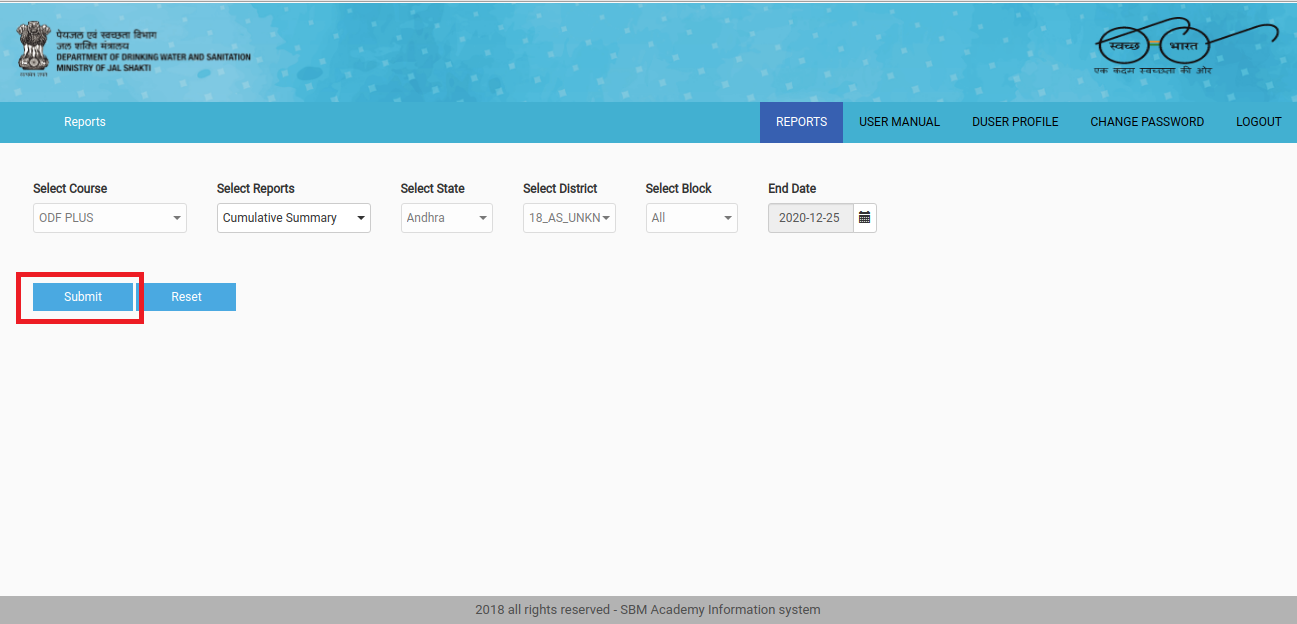 पेयजल एवं स्वच्छता विभाग
जल शक्ति मंत्रालय
DEPARTMENT OF DRINKING WATER AND SANITATION
MINISTRY OF JAL SHAKTI
स्वच्छ भारत
एक कदम स्वच्छता की ओर
Reports
REPORTS USER MANUAL DUSER PROFILE CHANGE PASSWORD LOGOUT
Select Course Select Reports Select State Select District Select Block End Date
ODF PLUS Cumulative Summary Andhra 18_AS_UNKN All 2020-12-25
Submit Reset
2018 all rights reserved - SBM Academy Information system